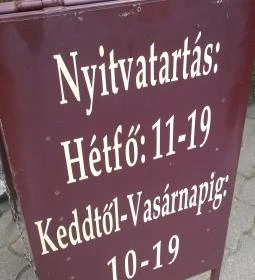 Nyitvatartás:
Hétfő: 11-19
Keddtől-Vasárnapig:
10-19